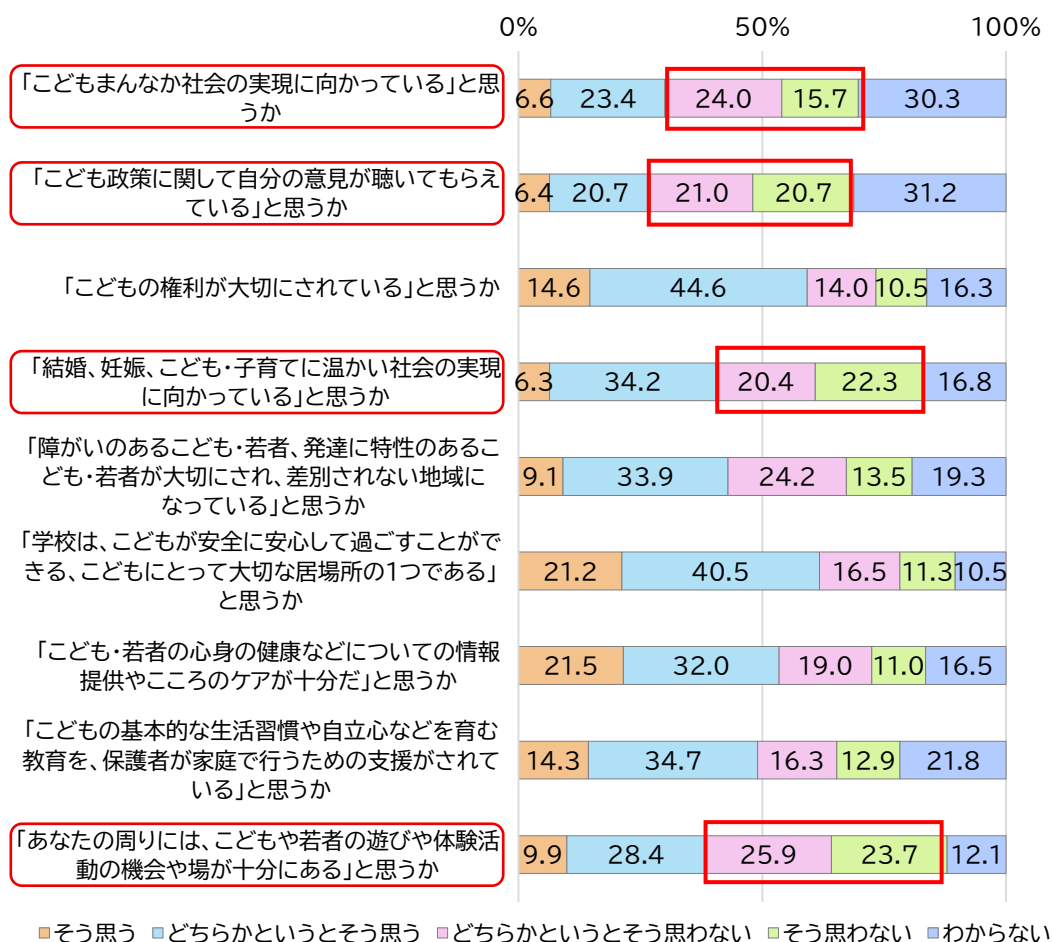 0% 50% 100%
「こどもまんなか社会の実現に向かっている」と思
うか
6.6 23.4 24.0 15.7 30.3
「こども政策に関して自分の意見が聴いてもらえ
ている」と思うか
6.4 20.7 21.0 20.7 31.2
「こどもの権利が大切にされている」と思うか
14.6 44.6 14.0 10.5 16.3
「結婚、妊娠、こども・子育てに温かい社会の実現
に向かっている」と思うか
6.3 34.2 20.4 22.3 16.8
「障がいのあるこども・若者、発達に特性のあるこ
ども・若者が大切にされ、差別されない地域に
なっている」と思うか
9.1 33.9 24.2 13.5 19.3
「学校は、こどもが安全に安心して過ごすことがで
きる、こどもにとって大切な居場所の1つである」
と思うか
21.2 40.5 16.5 11.3 10.5
「こども・若者の心身の健康などについての情報
提供やこころのケアが十分だ」と思うか
21.5 32.0 19.0 11.0 16.5
「こどもの基本的な生活習慣や自立心などを育む
教育を、保護者が家庭で行うための支援がされて
いる」と思うか
14.3 34.7 16.3 12.9 21.8
「あなたの周りには、こどもや若者の遊びや体験活
動の機会や場が十分にある」と思うか
9.9 28.4 25.9 23.7 12.1
そう思う どちらかというとそう思う どちらかというとそう思わない そう思わない わからない